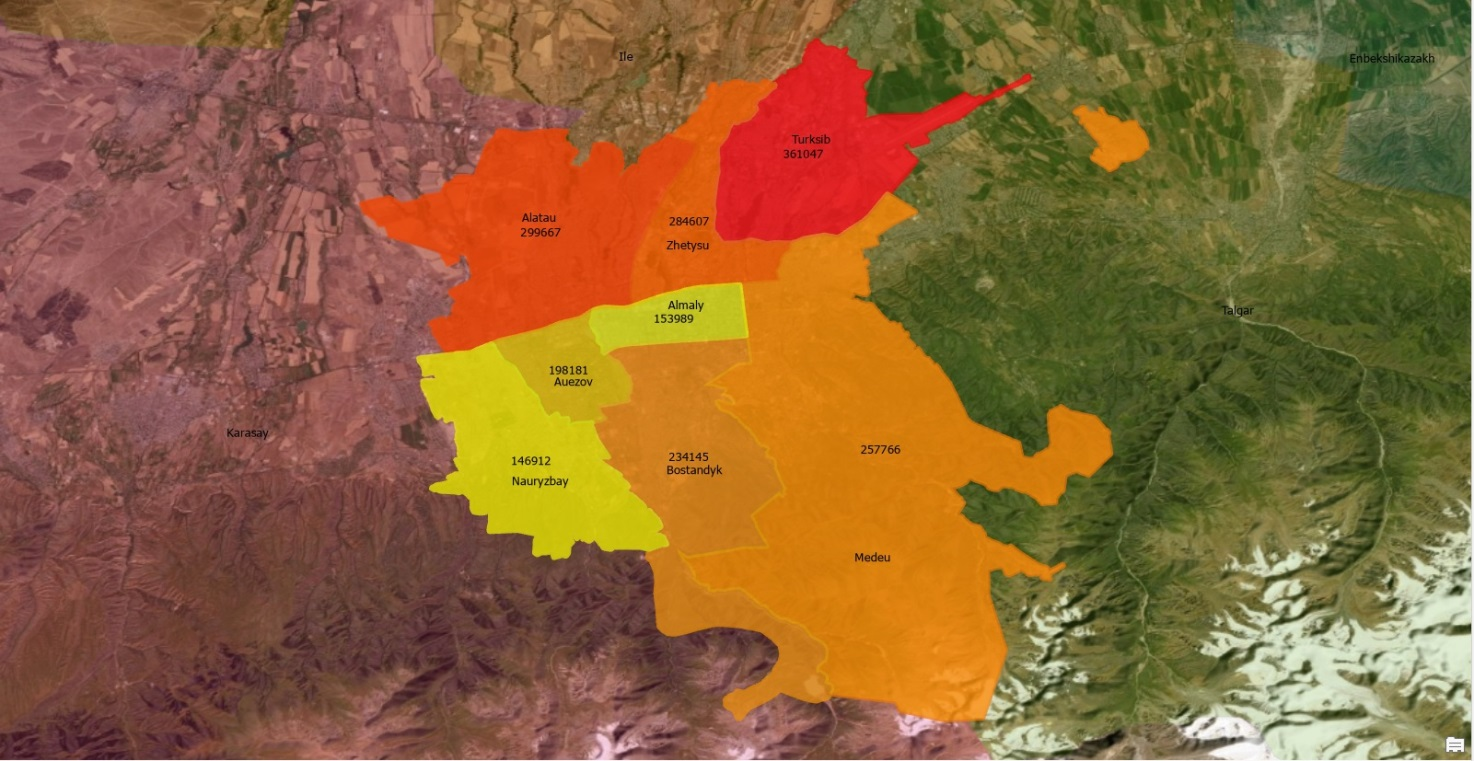 Ile
Enbekshikazakh
Turksib
361047
Alatau
299667
284607
Zhetysu
Almaly
153989
Talgar
198181
Auezov
Karasay
257766
234145
Bostandyk
146912
Nauryzbay
Medeu